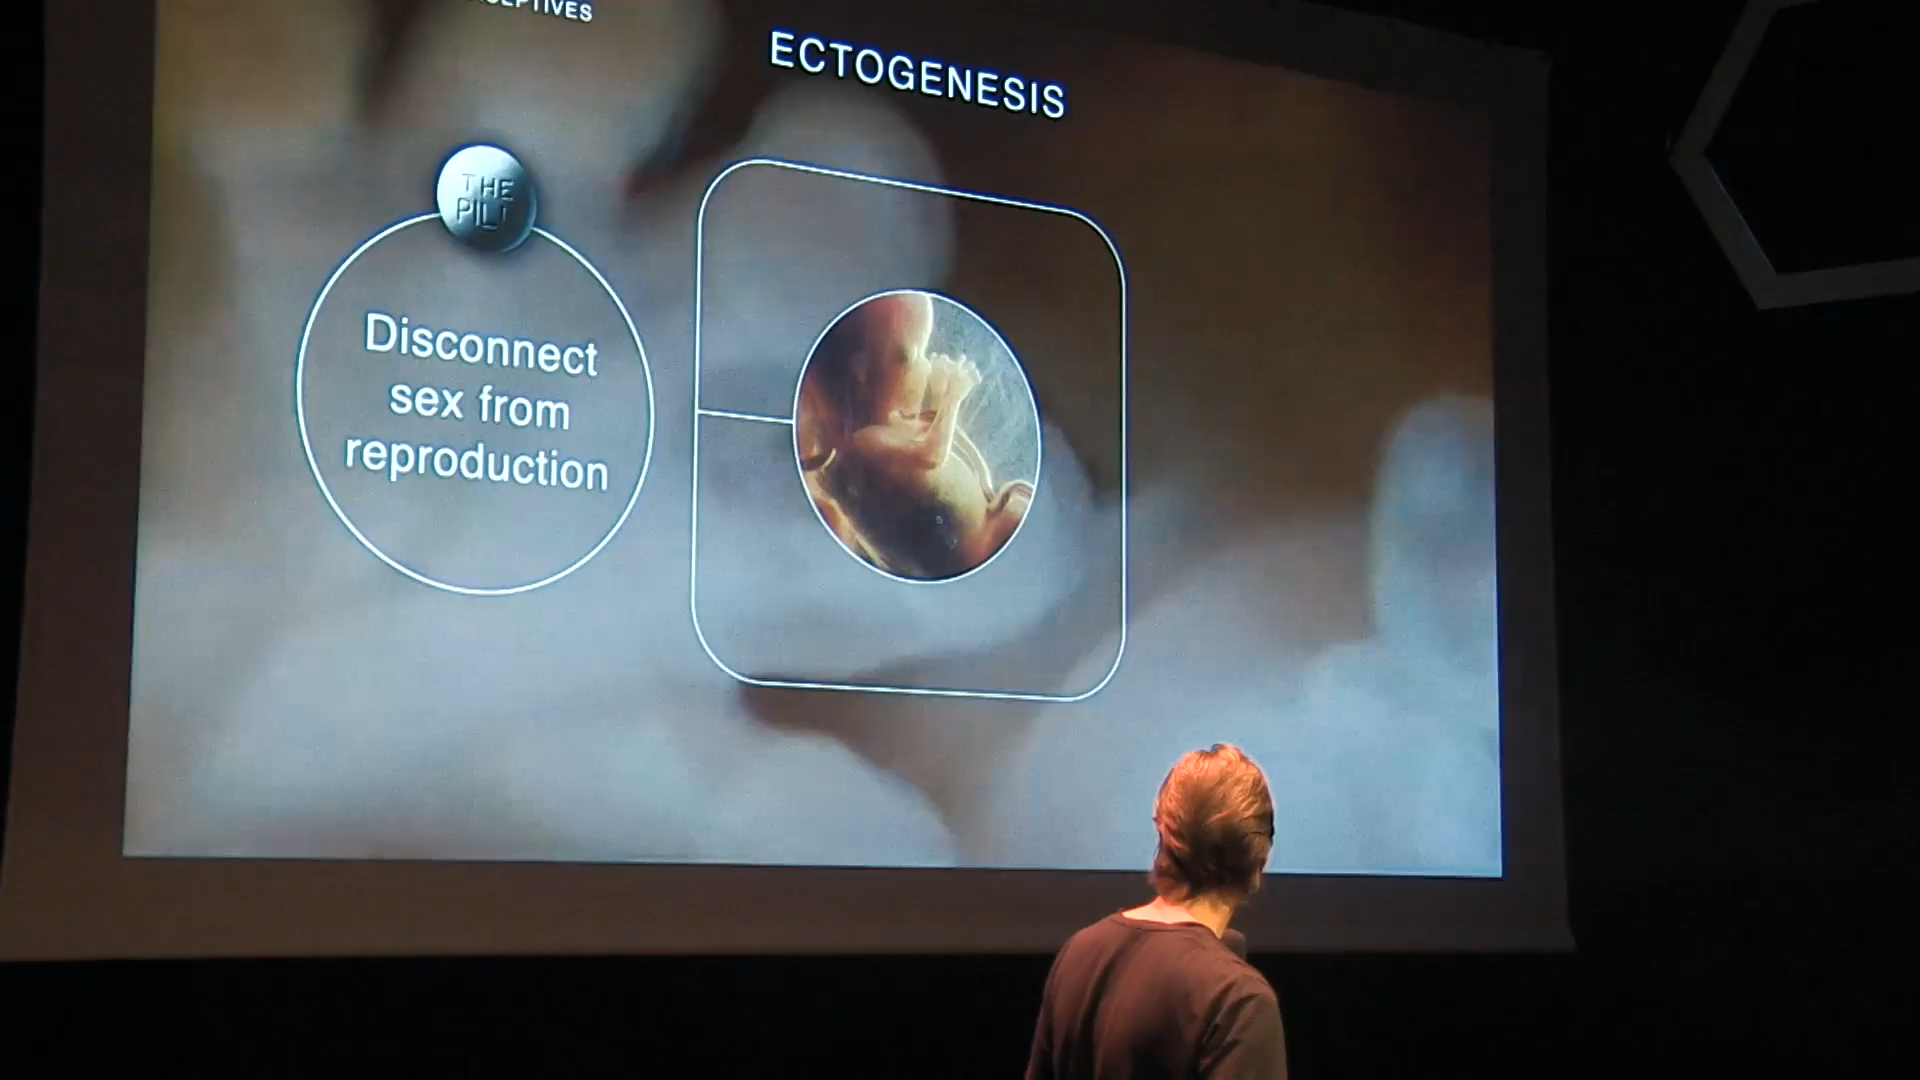 ECTOGENESIS
THE
PILL
Disconnect
sex from
reproduction